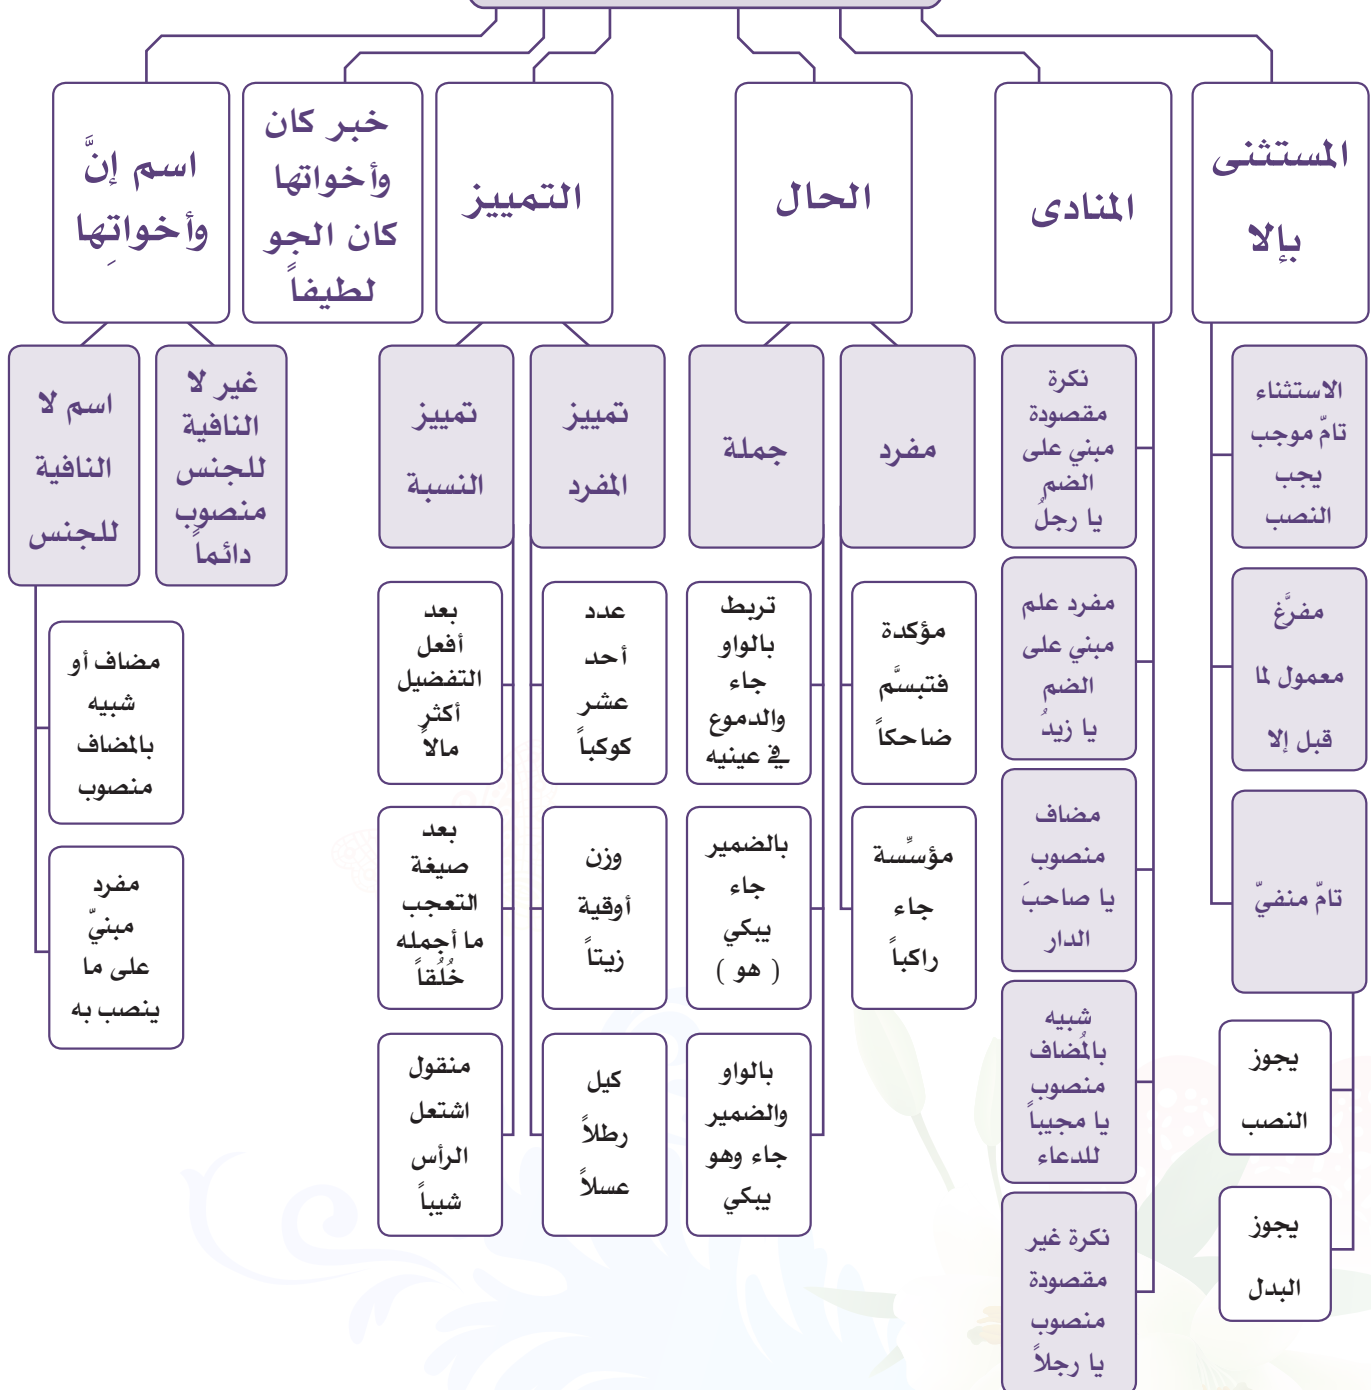 المستثنى
بإلا
المنادى
الحال
التمييز
خبر كان
وأخواتها
كان الجو
لطيفاً
اسم إنَّ
وأخواتِها
الاستثناء
تامّ موجب
يجب
النصب
مفرَّغ
معمول لما
قبل إلا
تامّ منفيّ
يجوز
النصب
يجوز
البدل
نكرة
مقصودة
مبني على
الضم
يا رجلُ
مفرد علم
مبني على
الضم
يا زيدُ
مضاف
منصوب
يا صاحبَ
الدار
شبيه
بالمُضاف
منصوب
يا مجيباً
للدعاء
نكرة غير
مقصودة
منصوب
يا رجلاً
مفرد
مؤكدة
فتبسَّم
ضاحكاً
مؤسِّسة
جاء
راكباً
جملة
تربط
بالواو
جاء
والدموع
في عينيه
بالضمير
جاء
يبكي
( هو )
بالواو
والضمير
جاء وهو
يبكي
تمييز
المفرد
عدد
أحد
عشر
كوكباً
وزن
أوقية
زيتاً
كيل
رطلاً
عسلاً
تمييز
النسبة
بعد
أفعل
التفضيل
أكثر
مالاً
بعد
صيغة
التعجب
ما أجمله
خُلُقاً
منقول
اشتعل
الرأس
شيباً
غير لا
النافية
للجنس
منصوب
دائماً
اسم لا
النافية
للجنس
مضاف أو
شبيه
بالمضاف
منصوب
مفرد
مبنيّ
على ما
ينصب به